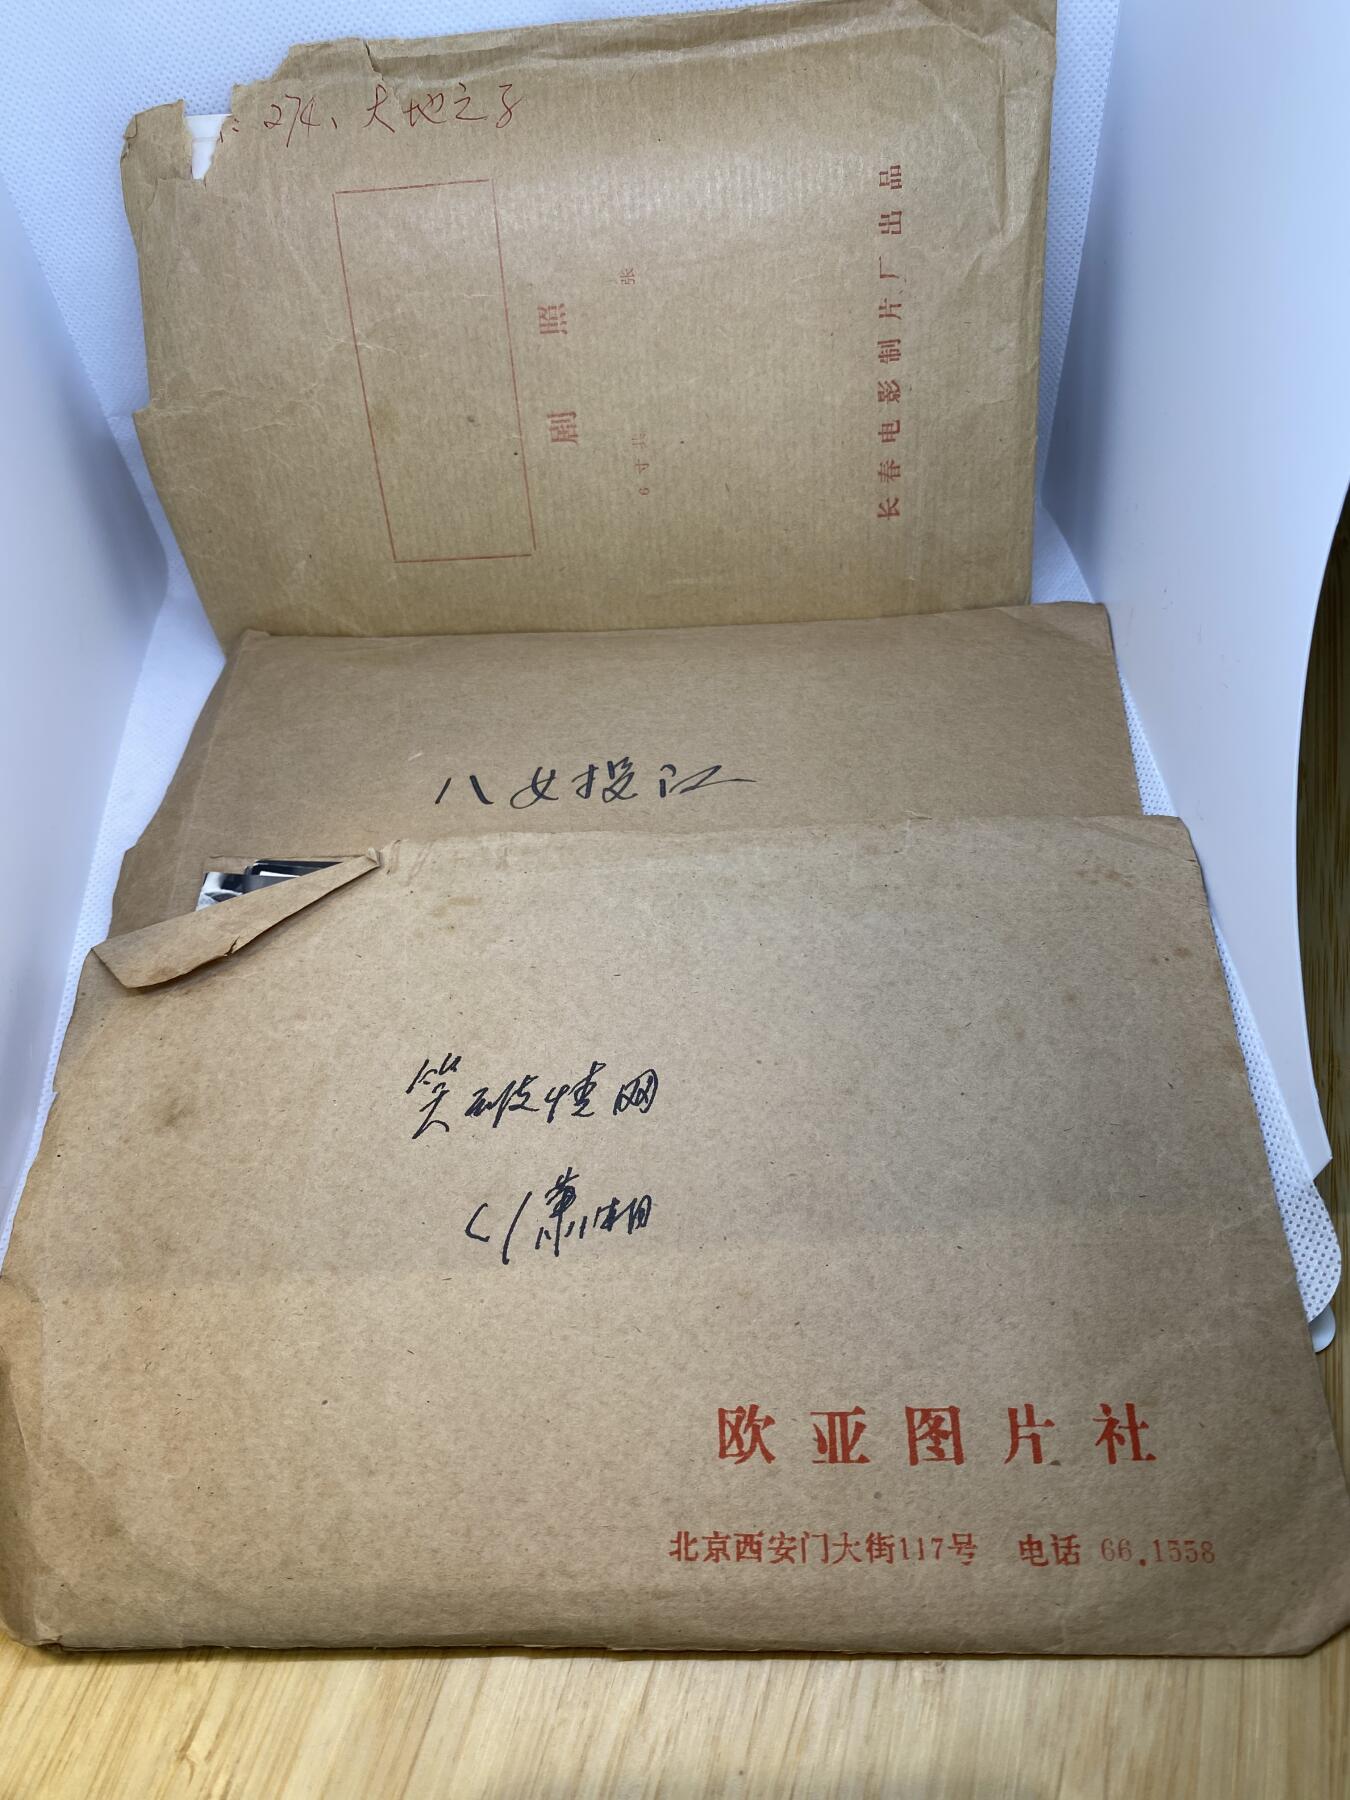 274、大地之子
剧照
6寸共 张
长春电影制片厂出品
八女投江
笑破情网
(潇湘
欧亚图片社
北京西安门大街117号 电话 66.1558